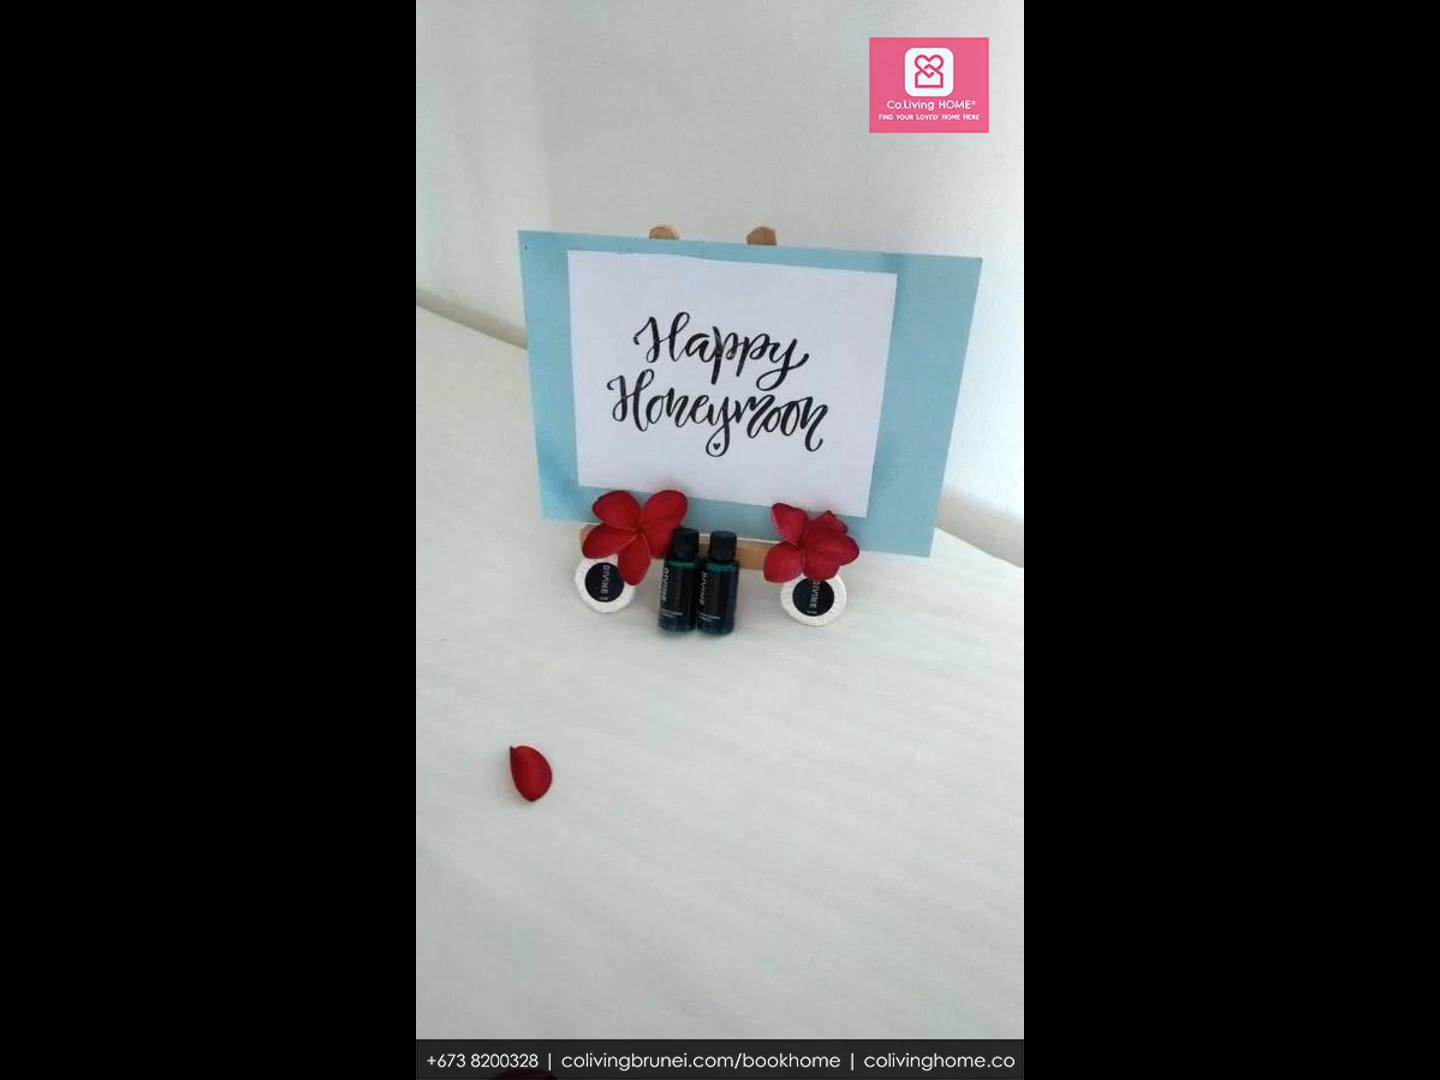 Co.Living HOME®
FIND YOUR LOVELY HOME HERE
Happy
Honeymoon
DIVINE
DIVINE
DIVINE
DIVINE
+673 8200328 | colivingbrunei.com/bookhome | colivinghome.co